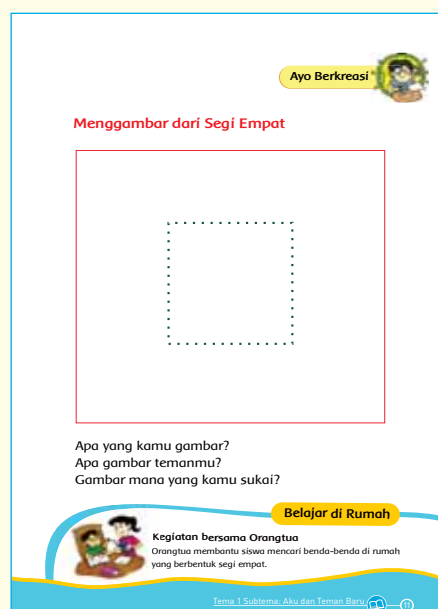 Ayo Berkreasi
Menggambar dari Segi Empat
Apa yang kamu gambar?
Apa gambar temanmu?
Gambar mana yang kamu sukai?
Belajar di Rumah
Kegiatan bersama Orangtua
Orangtua membantu siswa mencari benda-benda di rumah
yang berbentuk segi empat.
Tema 1 Subtema: Aku dan Teman Baru
11